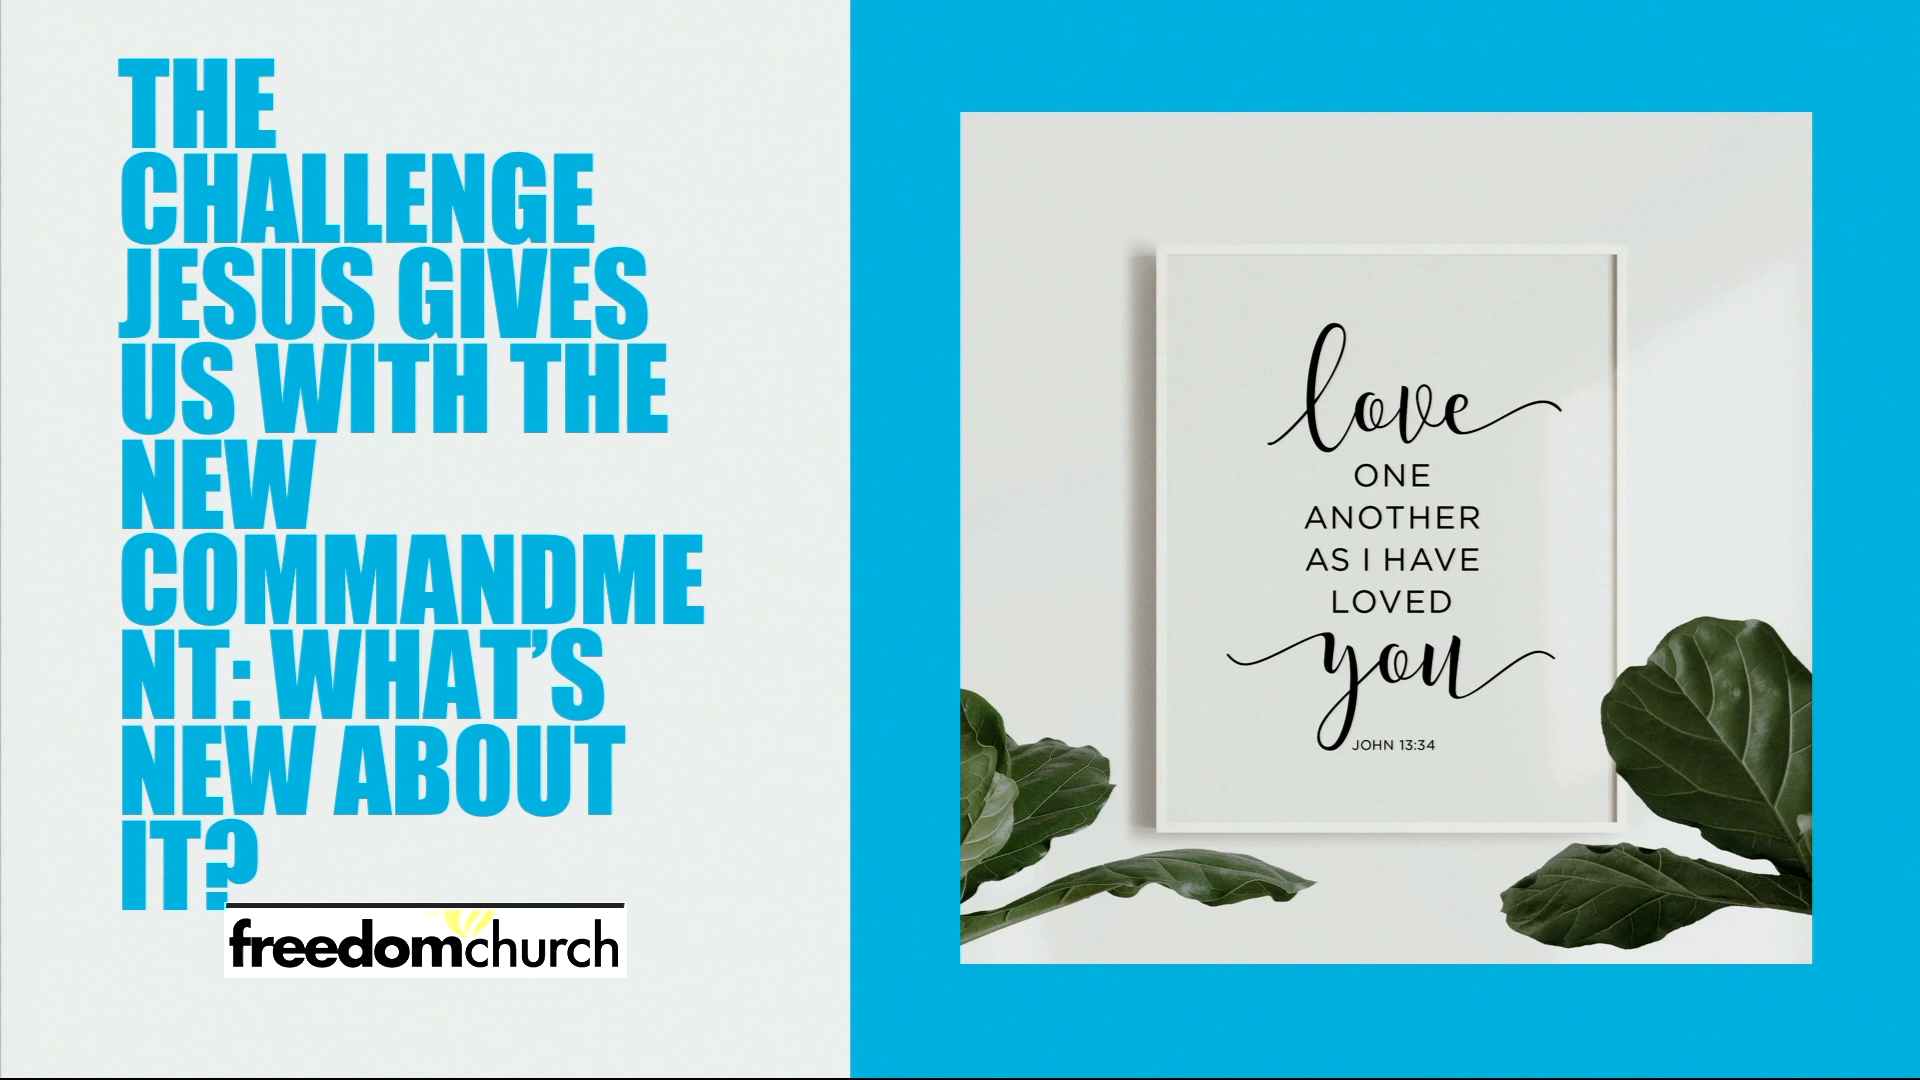 THE
CHALLENGE
JESUS GIVES
US WITH THE
NEW
COMMANDME
NT: WHAT’S
NEW ABOUT
IT?
freedomchurch
love
ONE
ANOTHER
AS I HAVE
LOVED
you
JOHN 13:34